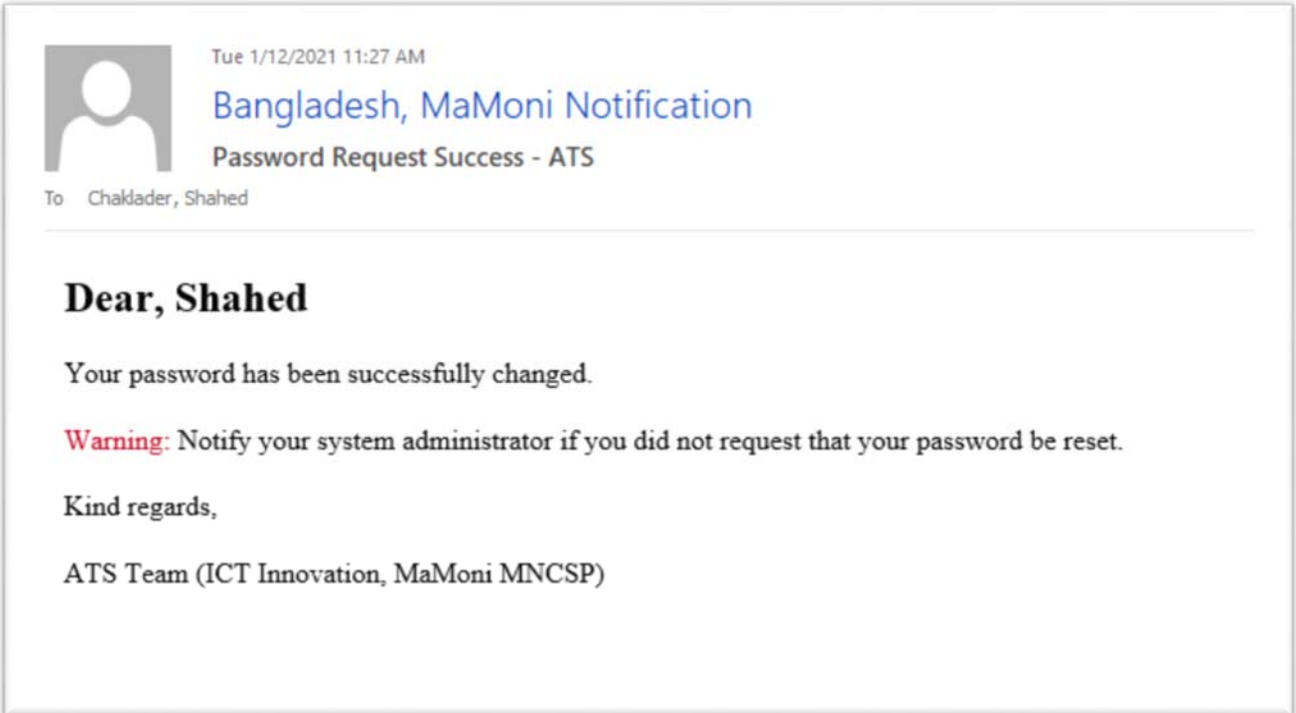 Tue 1/12/2021 11:27 AM
Bangladesh, MaMoni Notification
Password Request Success - ATS
To Chaklader, Shahed
Dear, Shahed
Your password has been successfully changed.
Warning: Notify your system administrator if you did not request that your password be reset.
Kind regards,
ATS Team (ICT Innovation, MaMoni MNCSP)